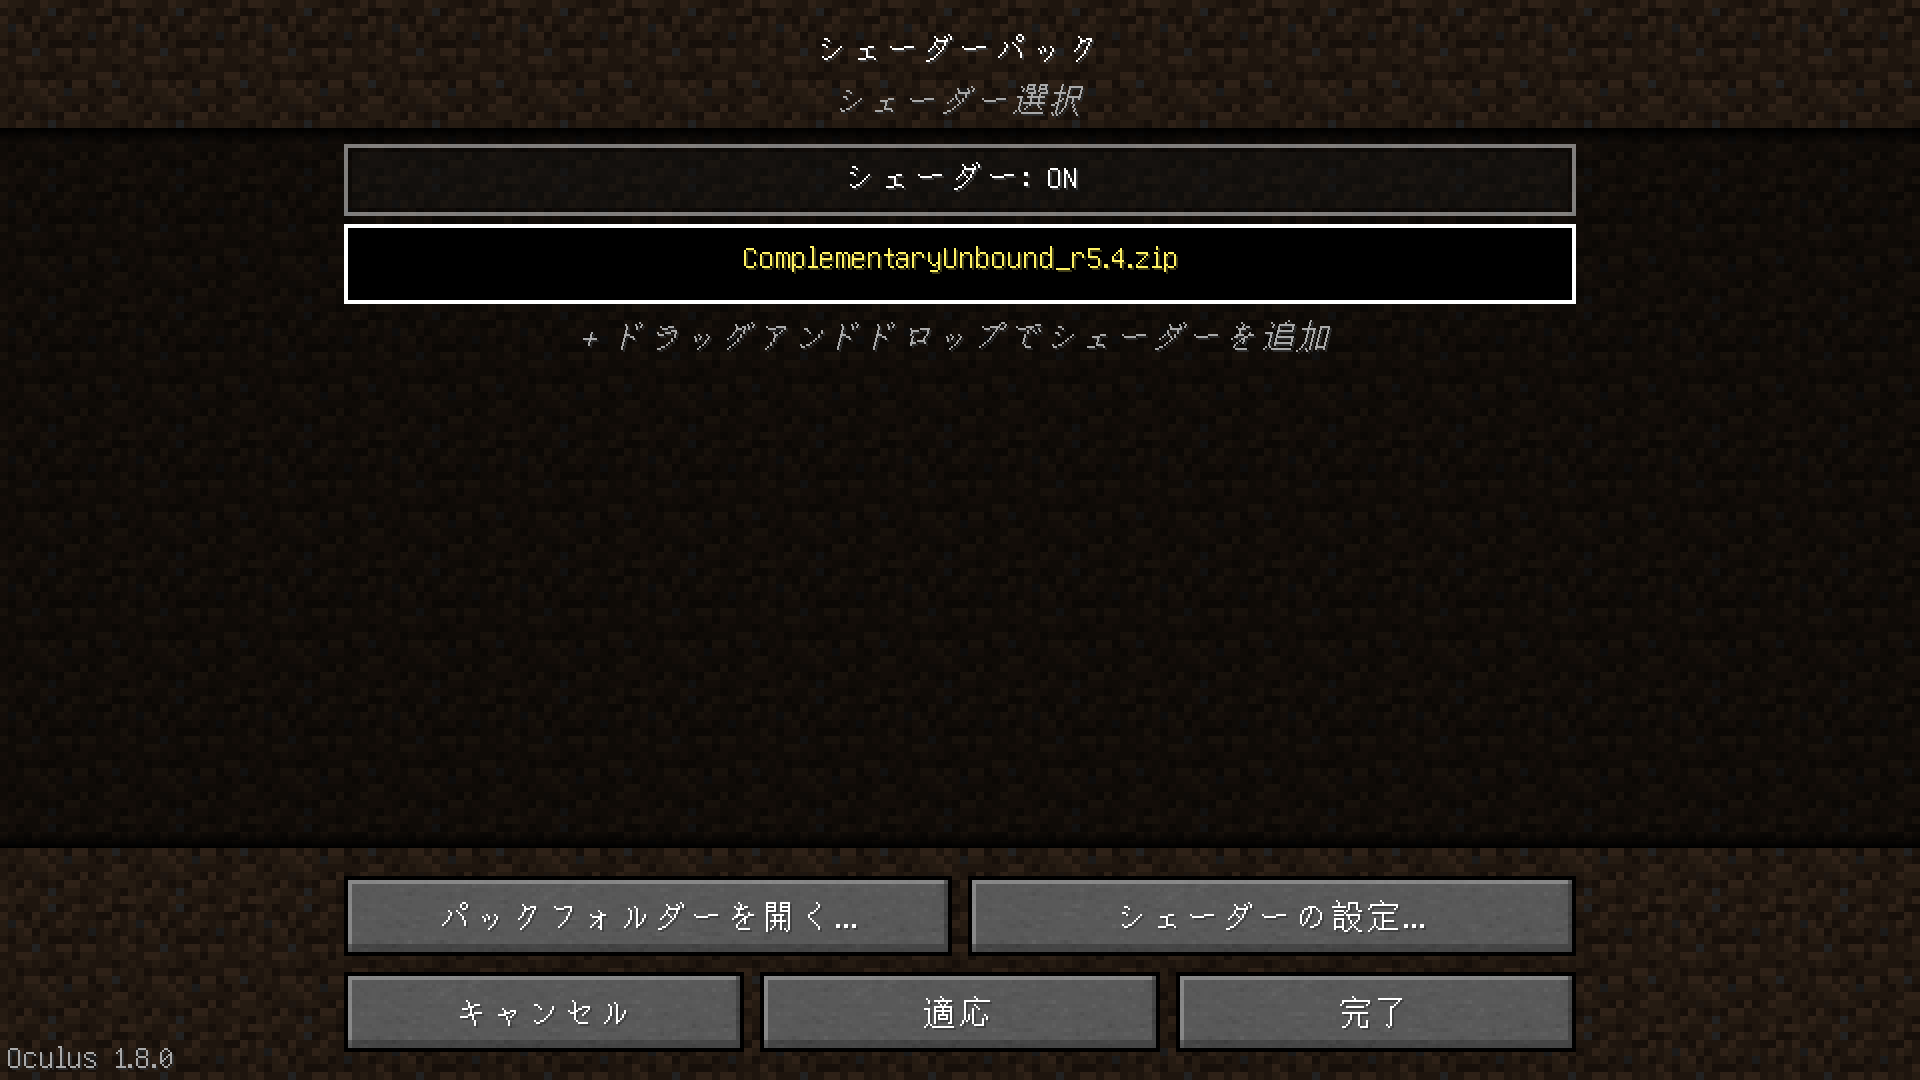 シェーダーパック
シェーダー選択
シェーダー: ON
ComplementaryUnbound_r5.4.zip
+ ドラッグアンドドロップでシェーダーを追加
パックフォルダーを開く...
シェーダーの設定...
キャンセル
適応
完了
Oculus 1.8.0